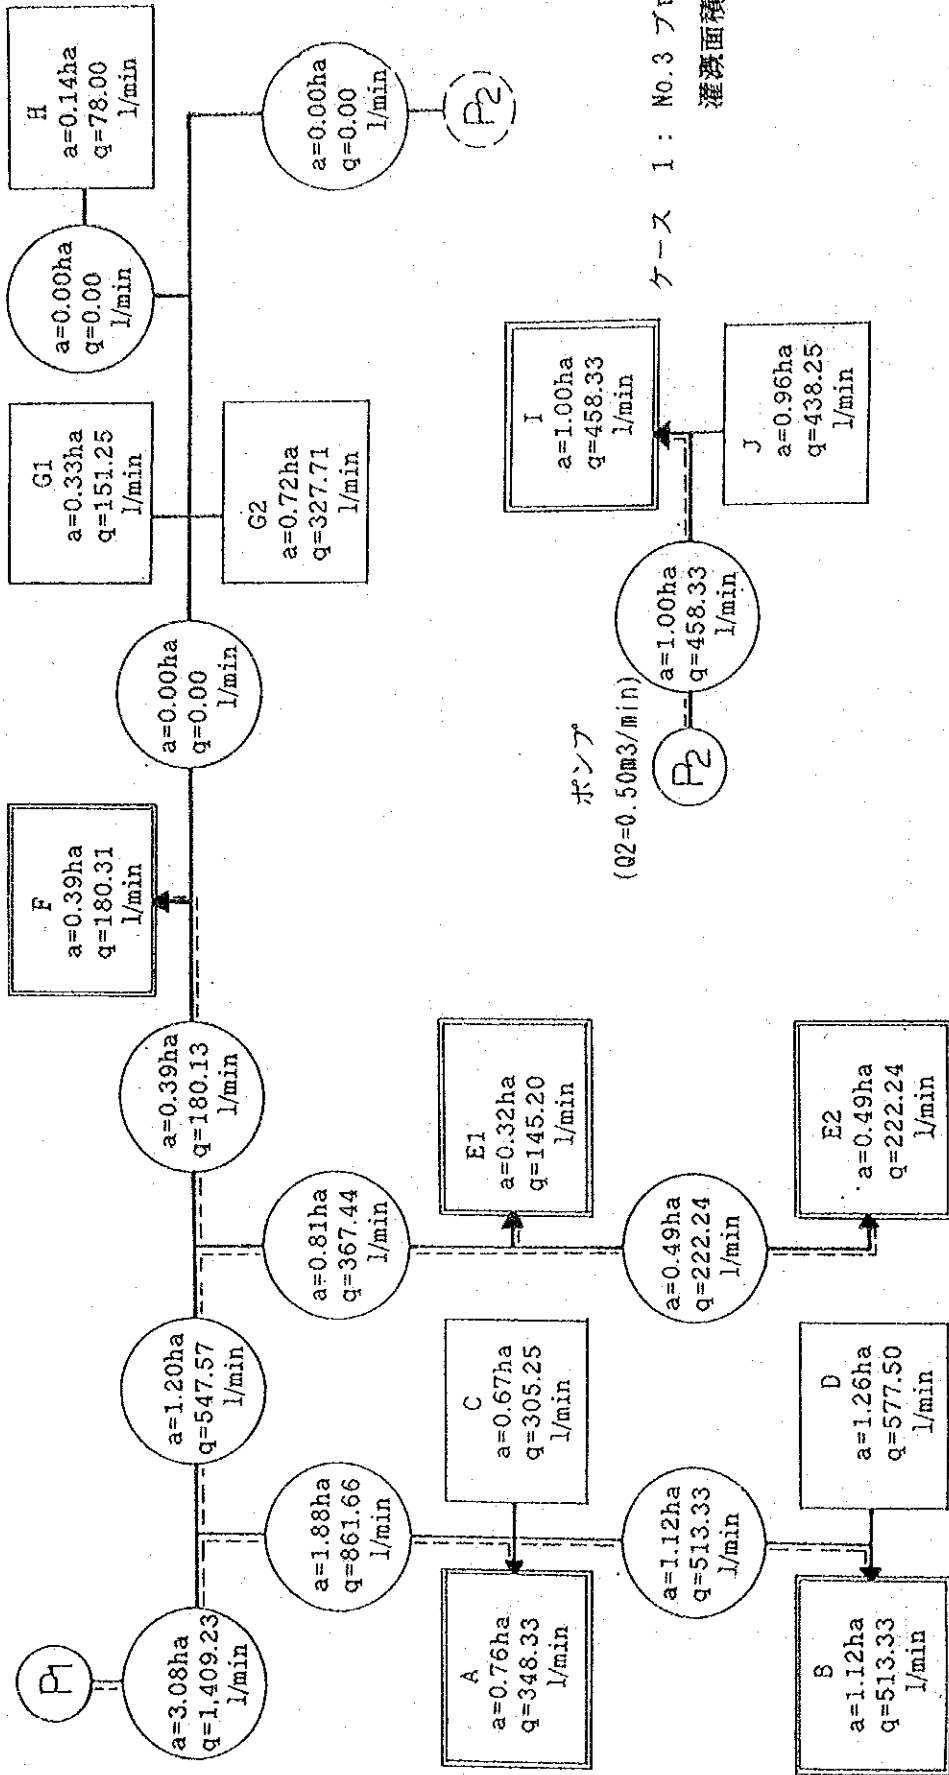 P1
a=3.08ha
q=1,409.23
l/min
a=1.20ha
q=547.57
l/min
a=0.39ha
q=180.13
l/min
F
a=0.39ha
q=180.31
l/min
a=0.00ha
q=0.00
l/min
G1
a=0.33ha
q=151.25
l/min
G2
a=0.72ha
q=327.71
l/min
a=0.00ha
q=0.00
l/min
H
a=0.14ha
q=78.00
l/min
a=0.00ha
q=0.00
l/min
P2
a=1.88ha
q=861.66
l/min
A
a=0.76ha
q=348.33
l/min
C
a=0.67ha
q=305.25
l/min
a=1.12ha
q=513.33
l/min
B
a=1.12ha
q=513.33
l/min
D
a=1.26ha
q=577.50
l/min
a=0.81ha
q=367.44
l/min
E1
a=0.32ha
q=145.20
l/min
a=0.49ha
q=222.24
l/min
E2
a=0.49ha
q=222.24
l/min
ポンプ
(Q2=0.50m3/min)
P2
a=1.00ha
q=458.33
l/min
I
a=1.00ha
q=458.33
l/min
J
a=0.96ha
q=438.25
l/min
ケース 1 : No.3 ブ
灌漑面積